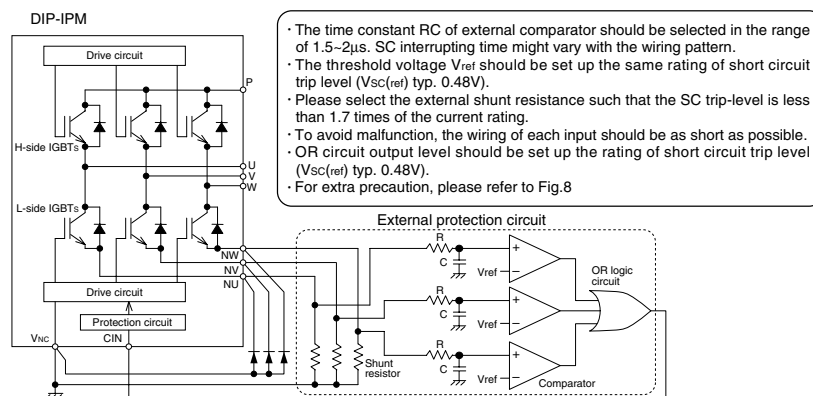 DIP-IPM
Drive circuit
P
H-side IGBTs
U
V
W
L-side IGBTs
NW
NV
NU
Drive circuit
Protection circuit
VNC
CIN
· The time constant RC of external comparator should be selected in the range
of 1.5~2μs. SC interrupting time might vary with the wiring pattern.
· The threshold voltage Vref should be set up the same rating of short circuit
trip level (VSC(ref) typ. 0.48V).
· Please select the external shunt resistance such that the SC trip-level is less
than 1.7 times of the current rating.
· To avoid malfunction, the wiring of each input should be as short as possible.
· OR circuit output level should be set up the rating of short circuit trip level
(VSC(ref) typ. 0.48V).
· For extra precaution, please refer to Fig.8
External protection circuit
R
C
Vref
+
−
OR logic
circuit
R
C
Vref
+
−
R
C
Vref
+
−
Shunt
resistor
Comparator